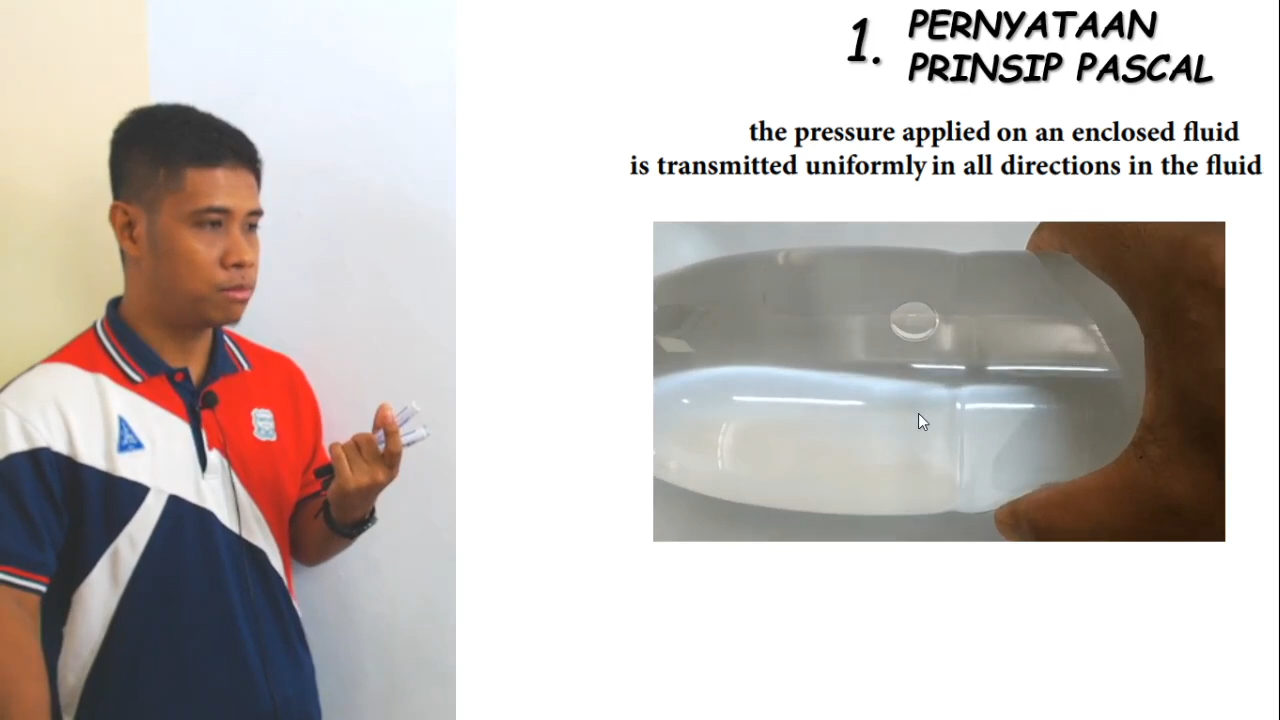 1. PERNYATAAN
PRINSIP PASCAL
the pressure applied on an enclosed fluid
is transmitted uniformly in all directions in the fluid